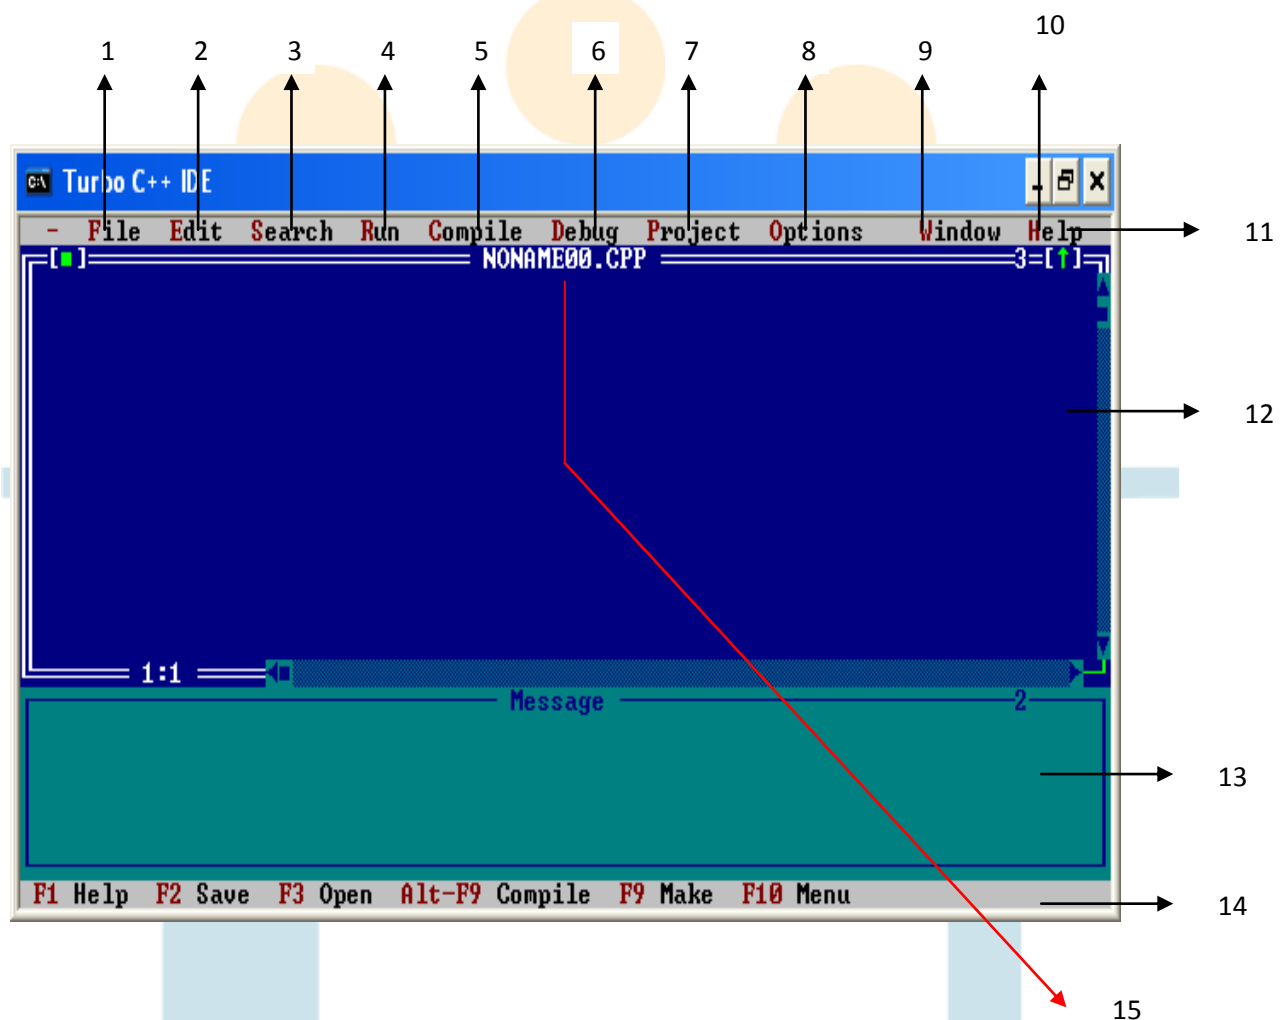 10
1 2 3 4 5 6 7 8 9
Turbo C++ IDE
- File Edit Search Run Compile Debug Project Options Window Help
11
[■] NONAME00.CPP 3=[↑]
12
1:1
Message 2
13
F1 Help F2 Save F3 Open Alt-F9 Compile F9 Make F10 Menu
14
15